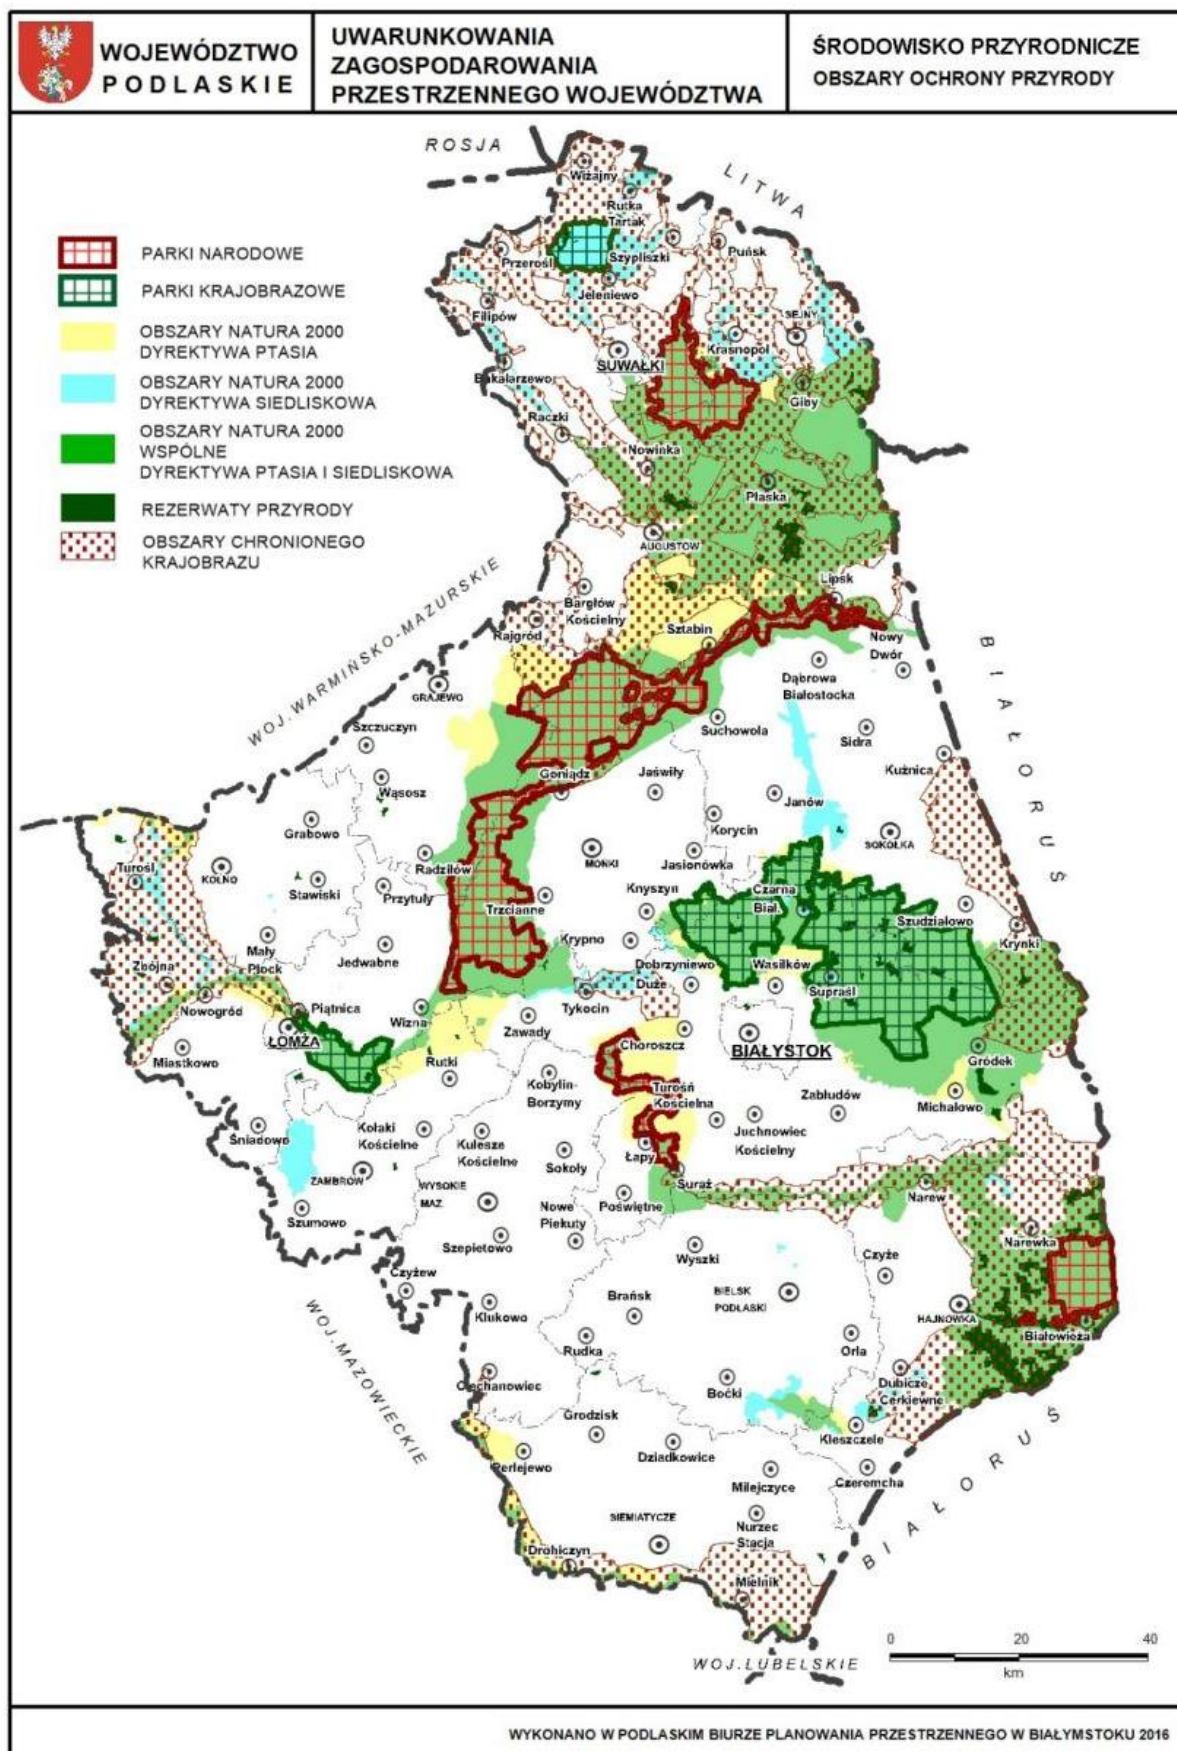 WOJEWÓDZTWO
PODLASKIE
UWARUNKOWANIA
ZAGOSPODAROWANIA
PRZESTRZENNEGO WOJEWÓDZTWA
ŚRODOWISKO PRZYRODNICZE
OBSZARY OCHRONY PRZYRODY
ROSJA
LITWA
PARKI NARODOWE
PARKI KRAJOBRAZOWE
OBSZARY NATURA 2000
DYREKTYWA PTASIA
OBSZARY NATURA 2000
DYREKTYWA SIEDLISKOWA
OBSZARY NATURA 2000
WSPÓLNE
DYREKTYWA PTASIA I SIEDLISKOWA
REZERWATY PRZYRODY
OBSZARY CHRONIONEGO
KRAJOBRAZU
Wiżajny
Rutka
Tartak
Puńsk
Przerośl
Szypliszki
Jeleniewo
Filipów
SEJNY
Krasnopol
SUWAŁKI
Bakałarzewo
Giby
Raczki
Nowinka
Płaska
AUGUSTÓW
Lipsk
Bargłów
Kościelny
Rajgród
Sztabin
Nowy
Dwór
WOJ.WARMIŃSKO-MAZURSKIE
BIAŁORUŚ
Dąbrowa
Białostocka
GRAJEWO
Szczuczyn
Suchowola
Sidra
Kuźnica
Goniądz
Jaświły
Wąsosz
Janów
Grabowo
Korycin
SOKÓŁKA
MOŃKI
Jasionówka
Turośl
KOLNO
Radziłów
Stawiski
Przytuły
Trzcianne
Knyszyn
Czarna
Biał.
Szudziałowo
Krynki
Mały
Płock
Jedwabne
Krypno
Zbójna
Dobrzyniewo
Duże
Wasilków
Supraśl
Nowogród
Piątnica
Wizna
Tykocin
Zawady
ŁOMŻA
Miastkowo
Rutki
Choroszcz
BIAŁYSTOK
Gródek
Kobylin-
Borzymy
Turośń
Kościelna
Zabłudów
Michałowo
Śniadowo
Kołaki
Kościelne
Kulesze
Kościelne
Juchnowiec
Kościelny
Sokoły
Łapy
ZAMBRÓW
WYSOKIE
MAZ.
Suraż
Narew
Szumowo
Nowe
Piekuty
Poświętne
Szepietowo
Wyszki
Czyże
Narewka
Czyżew
BIELSK
PODLASKI
Klukowo
Brańsk
HAJNÓWKA
Białowieża
Rudka
Orla
WOJ.MAZOWIECKIE
Ciechanowiec
Boćki
Dubicze
Cerkiewne
Grodzisk
Kleszczele
Perlejewo
Dziadkowice
Milejczyce
Czeremcha
BIAŁORUŚ
SIEMIATYCZE
Nurzec
Stacja
Drohiczyn
Mielnik
WOJ.LUBELSKIE
0 20 40
km
WYKONANO W PODLASKIM BIURZE PLANOWANIA PRZESTRZENNEGO W BIAŁYMSTOKU 2016